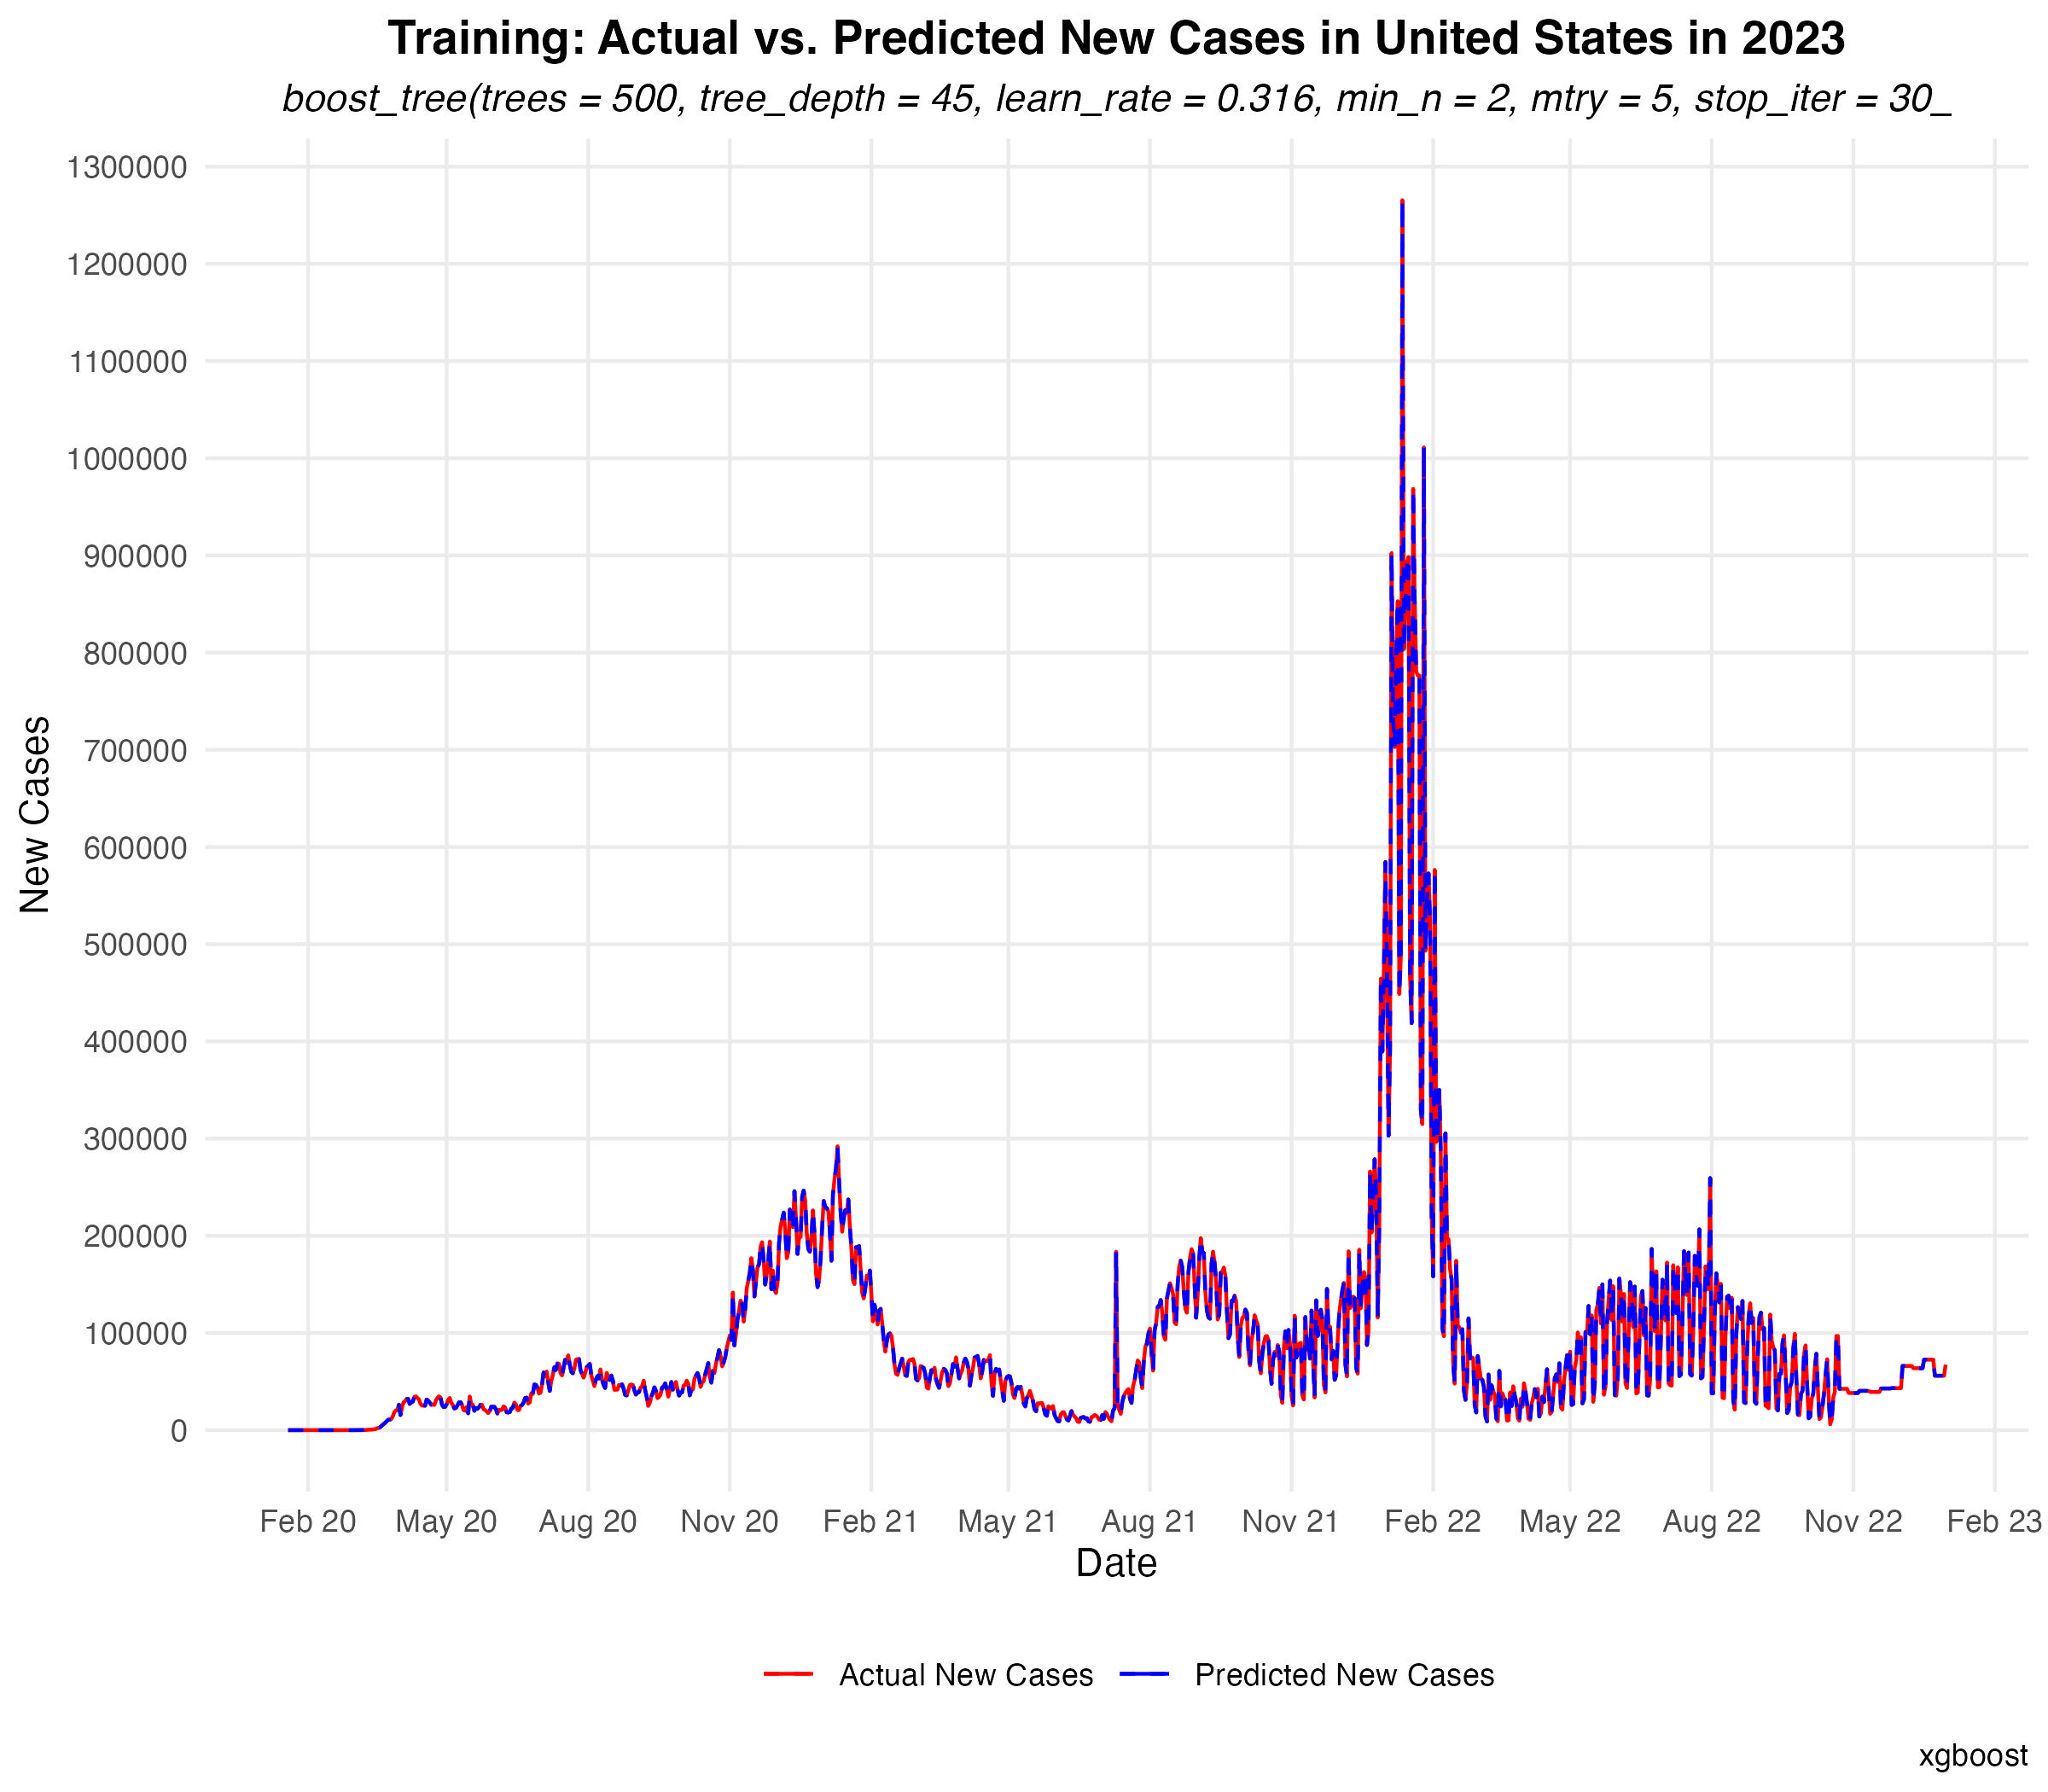 Training: Actual vs. Predicted New Cases in United States in 2023
boost_tree(trees = 500, tree_depth = 45, learn_rate = 0.316, min_n = 2, mtry = 5, stop_iter = 30_
1300000
1200000
1100000
1000000
900000
800000
700000
600000
500000
400000
300000
200000
100000
0
New Cases
Feb 20 May 20 Aug 20 Nov 20 Feb 21 May 21 Aug 21 Nov 21 Feb 22 May 22 Aug 22 Nov 22 Feb 23
Date
Actual New Cases Predicted New Cases
xgboost